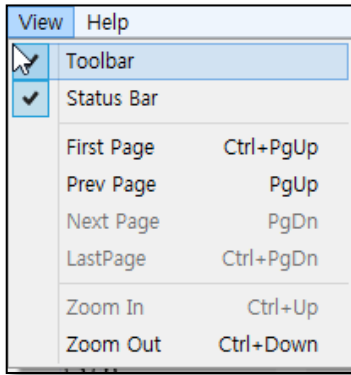 View Help
Toolbar
Status Bar
First Page Ctrl+PgUp
Prev Page PgUp
Next Page PgDn
LastPage Ctrl+PgDn
Zoom In Ctrl+Up
Zoom Out Ctrl+Down